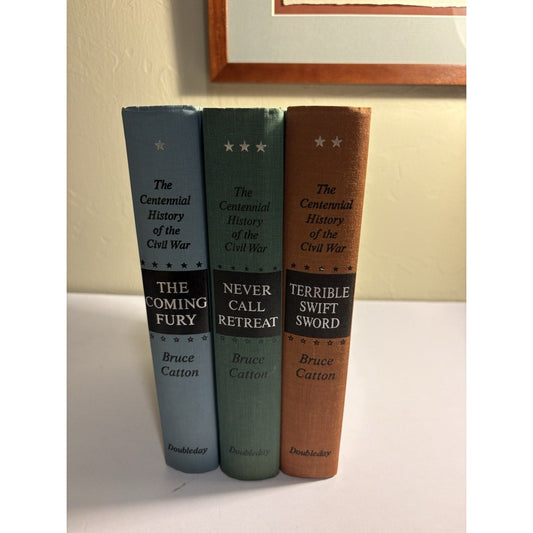 The
Centennial
History
of the
Civil War
THE
COMING
FURY
Bruce
Catton
Doubleday
The
Centennial
History
of the
Civil War
NEVER
CALL
RETREAT
Bruce
Catton
Doubleday
The
Centennial
History
of the
Civil War
TERRIBLE
SWIFT
SWORD
Bruce
Catton
Doubleday